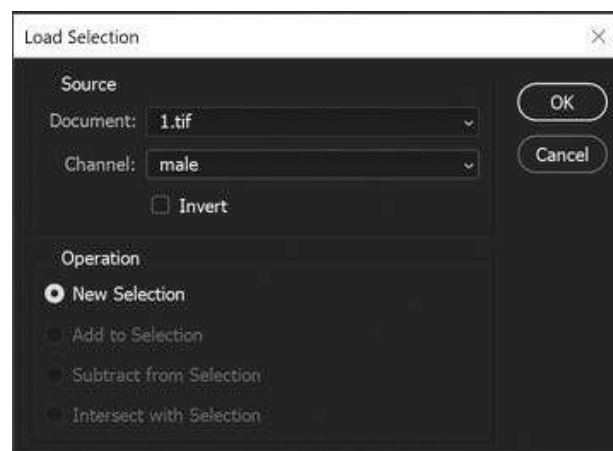 Load Selection
Source
Document: 1.tif
Channel: male
Invert
OK
Cancel
Operation
New Selection
Add to Selection
Subtract from Selection
Intersect with Selection